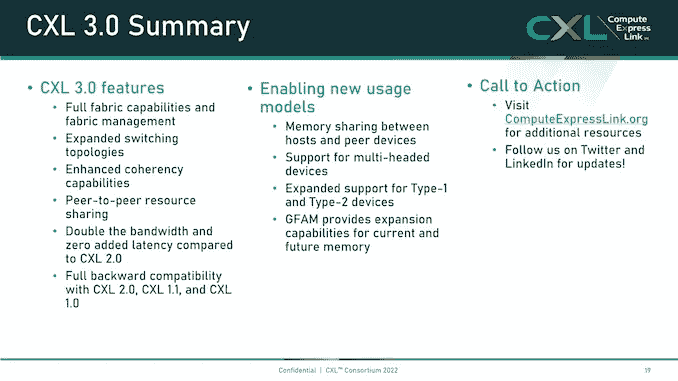 CXL 3.0 Summary
CXL
Compute
Express
Link
• CXL 3.0 features
• Full fabric capabilities and
fabric management
• Expanded switching
topologies
• Enhanced coherency
capabilities
• Peer-to-peer resource
sharing
• Double the bandwidth and
zero added latency compared
to CXL 2.0
• Full backward compatibility
with CXL 2.0, CXL 1.1, and CXL
1.0
• Enabling new usage
models
• Memory sharing between
hosts and peer devices
• Support for multi-headed
devices
• Expanded support for Type-1
and Type-2 devices
• GFAM provides expansion
capabilities for current and
future memory
• Call to Action
• Visit
ComputeExpressLink.org
for additional resources
• Follow us on Twitter and
LinkedIn for updates!
Confidential | CXL™ Consortium 2022
19